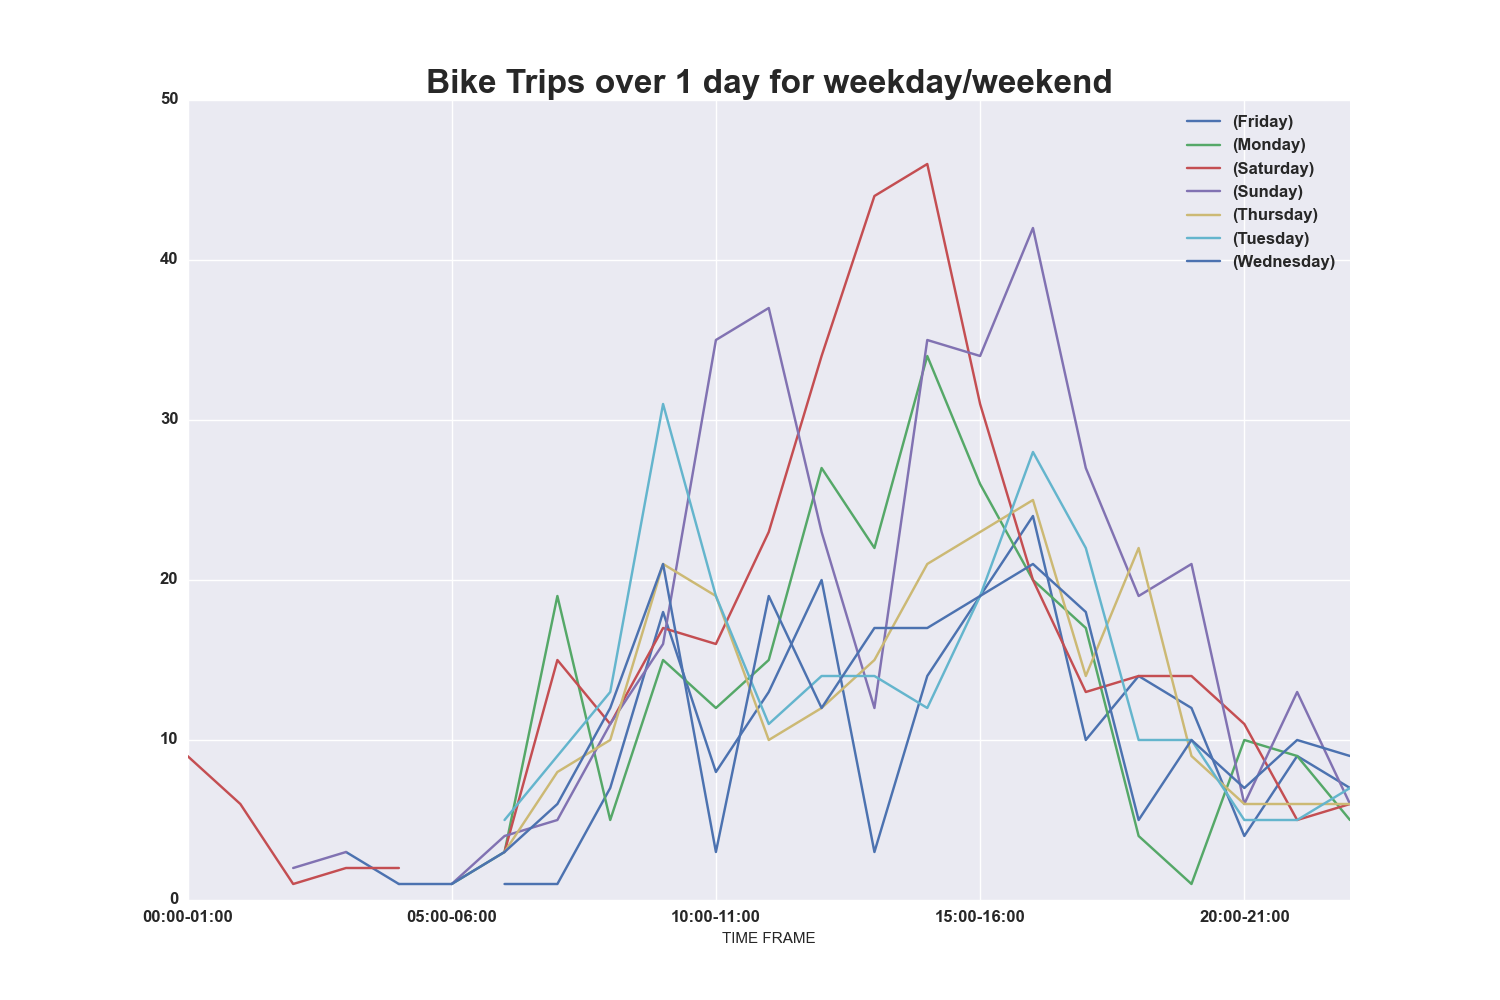 Bike Trips over 1 day for weekday/weekend
50
40
30
20
10
0
(Friday)
(Monday)
(Saturday)
(Sunday)
(Thursday)
(Tuesday)
(Wednesday)
00:00-01:00 05:00-06:00 10:00-11:00 15:00-16:00 20:00-21:00
TIME FRAME